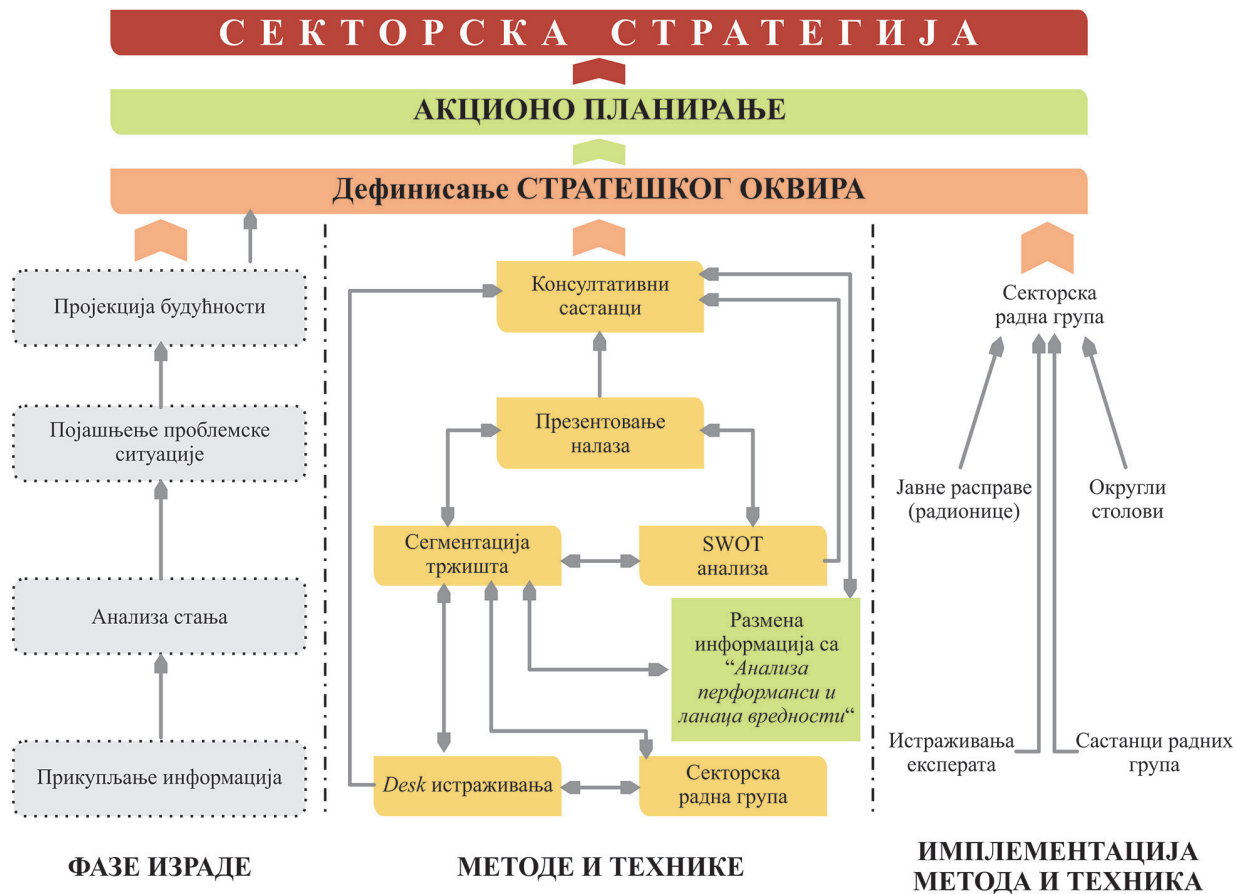 СЕКТОРСКА СТРАТЕГИЈА
АКЦИОНО ПЛАНИРАЊЕ
Дефинисање СТРАТЕШКОГ ОКВИРА
Пројекција будућности
Појашњење проблемске
ситуације
Анализа стања
Прикупљање информација
ФАЗЕ ИЗРАДЕ
Консултативни
састанци
Презентовање
налаза
Сегментација
тржишта
SWOT
анализа
Размена
информација са
“Анализа
перформанси и
ланаца вредности“
Desk истраживања
Секторска
радна група
МЕТОДЕ И ТЕХНИКЕ
Секторска
радна група
Јавне расправе
(радионице)
Округли
столови
Истраживања
експерата
Састанци радних
група
ИМПЛЕМЕНТАЦИЈА
МЕТОДА И ТЕХНИКА